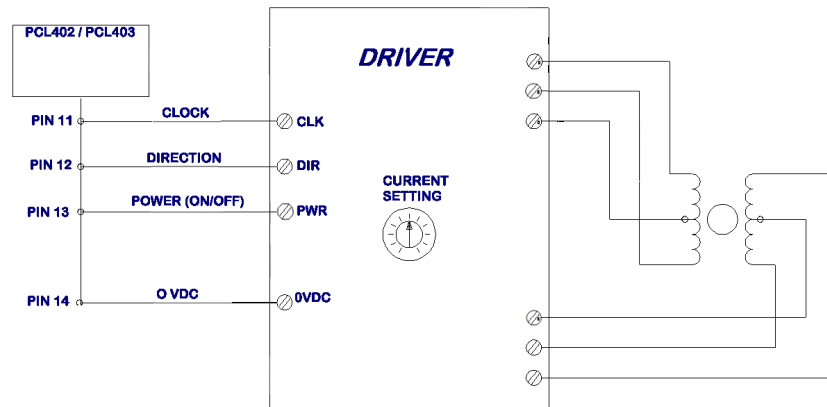 PCL402 / PCL403
DRIVER
PIN 11 CLOCK CLK
PIN 12 DIRECTION DIR
CURRENT
SETTING
PIN 13 POWER (ON/OFF) PWR
PIN 14 O VDC 0VDC